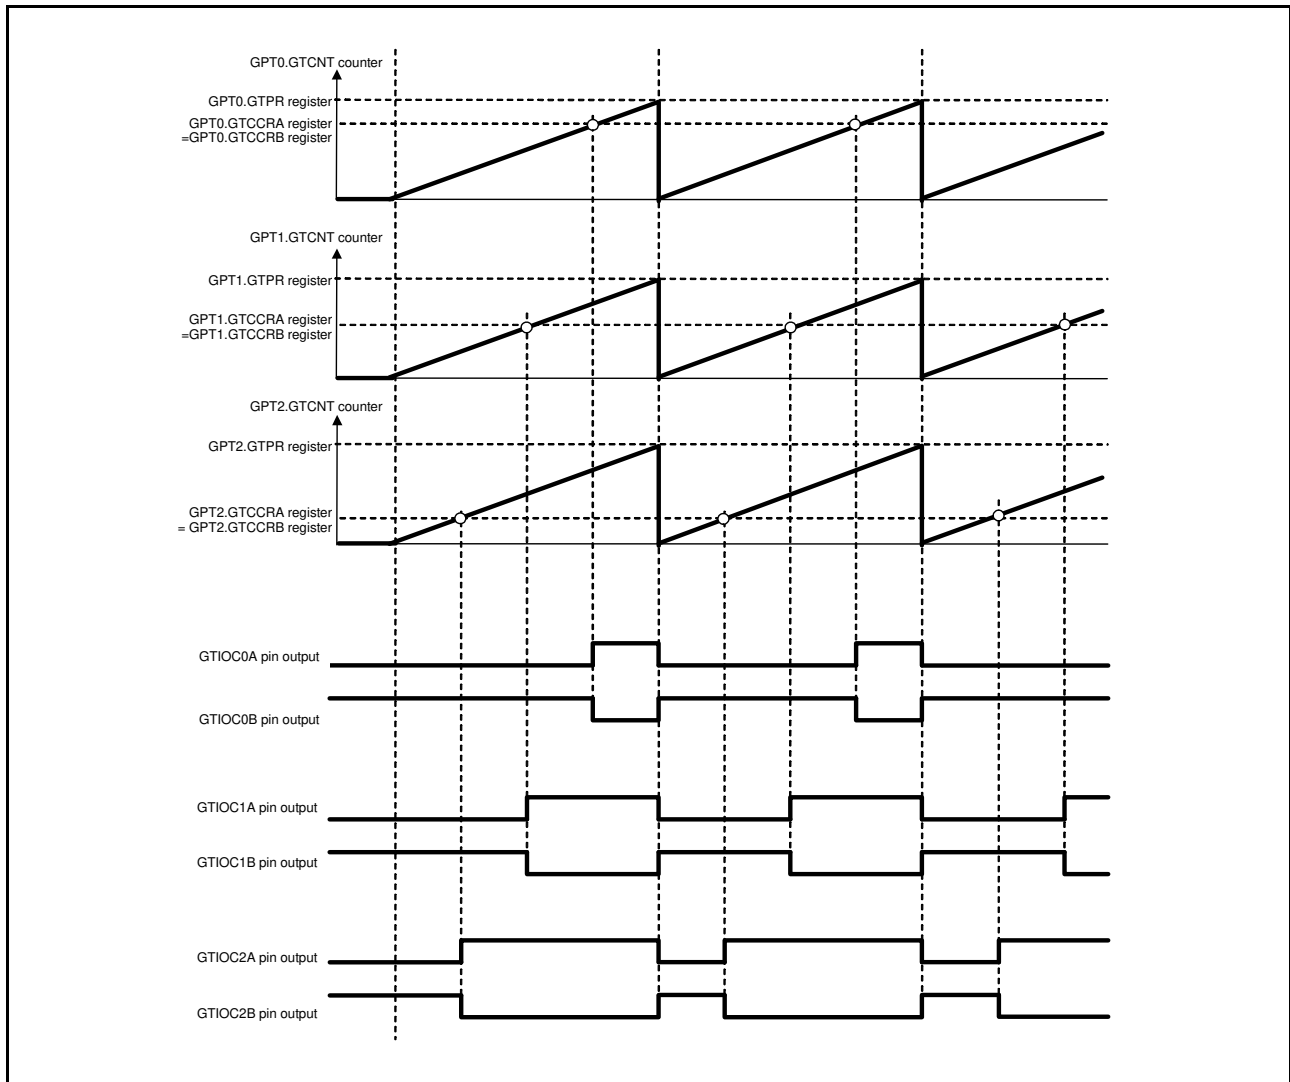 GPT0.GTCNT counter
GPT0.GTPR register
GPT0.GTCCRA register
=GPT0.GTCCRB register
GPT1.GTCNT counter
GPT1.GTPR register
GPT1.GTCCRA register
=GPT1.GTCCRB register
GPT2.GTCNT counter
GPT2.GTPR register
GPT2.GTCCRA register
= GPT2.GTCCRB register
GTIOC0A pin output
GTIOC0B pin output
GTIOC1A pin output
GTIOC1B pin output
GTIOC2A pin output
GTIOC2B pin output